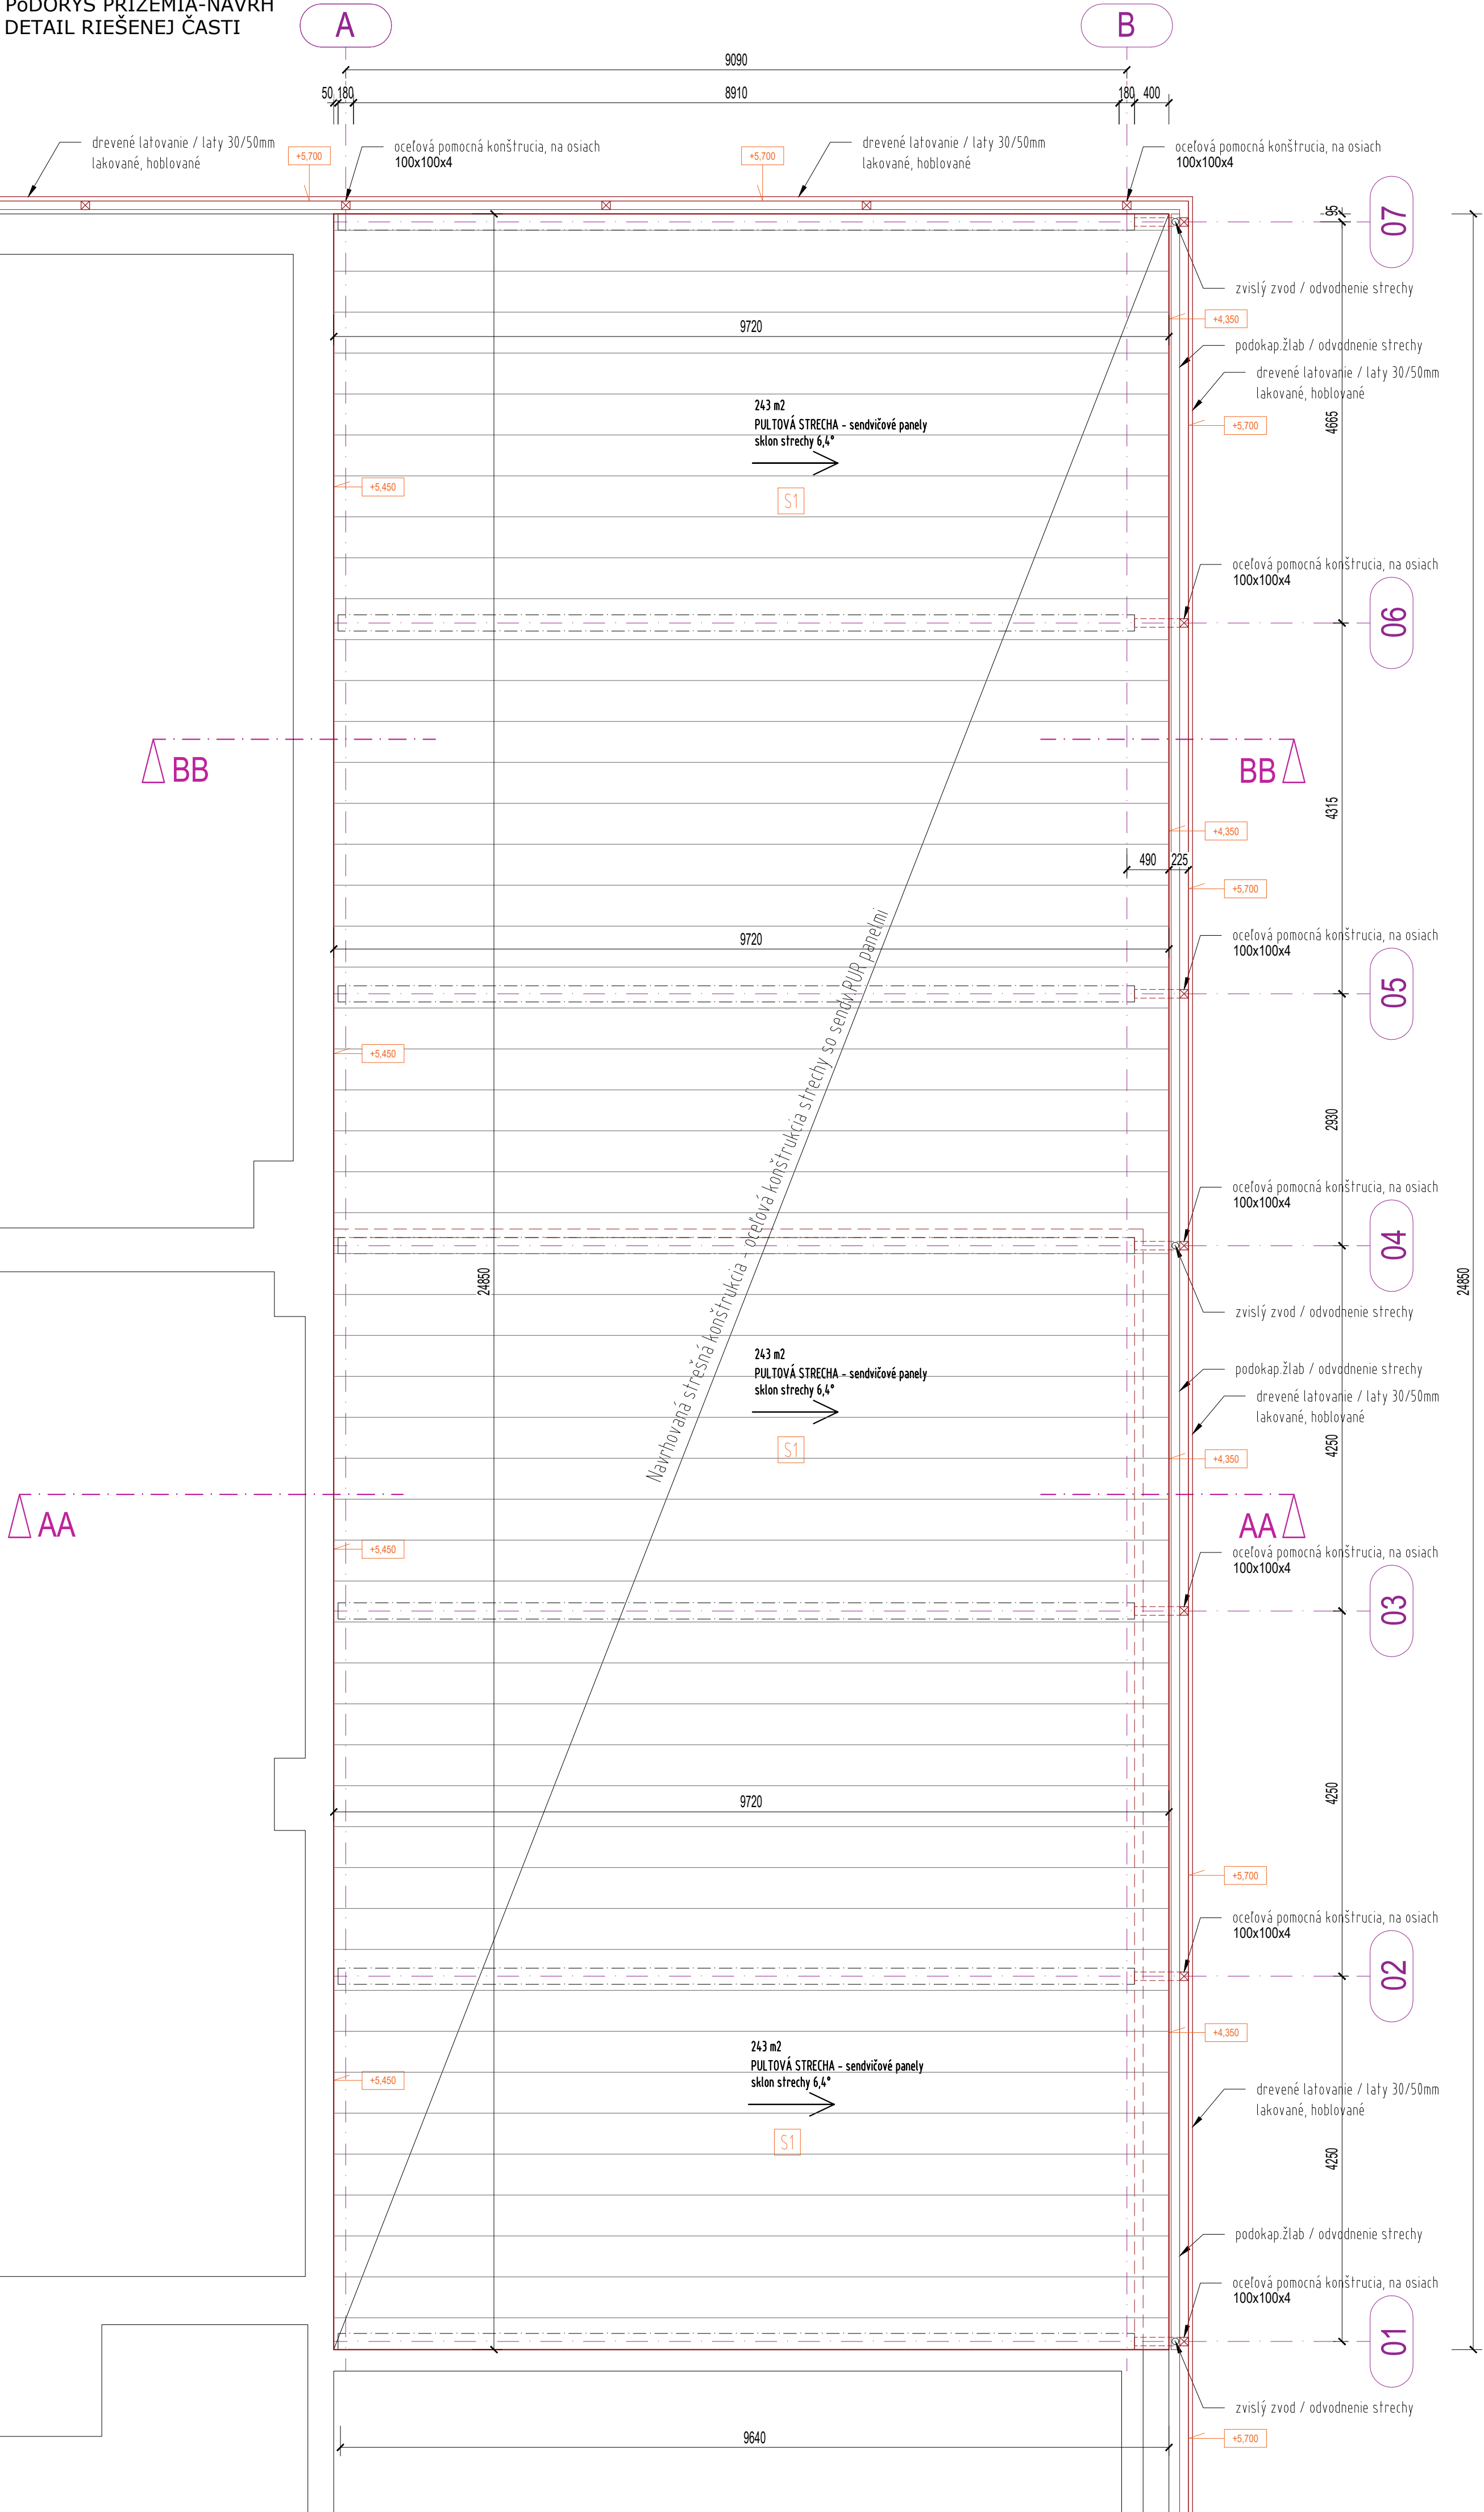 PôDORYS PRÍZEMIA-NÁVRH
DETAIL RIEŠENEJ ČASTI
A
B
9090
50 180 8910 180 400
drevené latovanie / laty 30/50mm
lakované, hoblované
+5,700
oceľová pomocná konštrucia, na osiach
100x100x4
+5,700
drevené latovanie / laty 30/50mm
lakované, hoblované
oceľová pomocná konštrucia, na osiach
100x100x4
95
07
zvislý zvod / odvodnenie strechy
+4,350
9720
podokap.žlab / odvodnenie strechy
drevené latovanie / laty 30/50mm
lakované, hoblované
+5,700
4665
243 m2
PULTOVÁ STRECHA - sendvičové panely
sklon strechy 6,4°
S1
+5,450
oceľová pomocná konštrucia, na osiach
100x100x4
06
BB
BB
4315
+4,350
490 225
+5,700
9720
oceľová pomocná konštrucia, na osiach
100x100x4
05
+5,450
2930
Navrhovaná strešná konštrukcia - oceľová konštrukcia strechy so sendv.PUR panelmi
oceľová pomocná konštrucia, na osiach
100x100x4
04
24850
24850
zvislý zvod / odvodnenie strechy
243 m2
PULTOVÁ STRECHA - sendvičové panely
sklon strechy 6,4°
S1
podokap.žlab / odvodnenie strechy
drevené latovanie / laty 30/50mm
lakované, hoblované
4250
+4,350
AA
AA
+5,450
oceľová pomocná konštrucia, na osiach
100x100x4
03
4250
9720
+5,700
oceľová pomocná konštrucia, na osiach
100x100x4
02
+4,350
243 m2
PULTOVÁ STRECHA - sendvičové panely
sklon strechy 6,4°
S1
+5,450
drevené latovanie / laty 30/50mm
lakované, hoblované
4250
podokap.žlab / odvodnenie strechy
oceľová pomocná konštrucia, na osiach
100x100x4
01
zvislý zvod / odvodnenie strechy
9640
+5,700